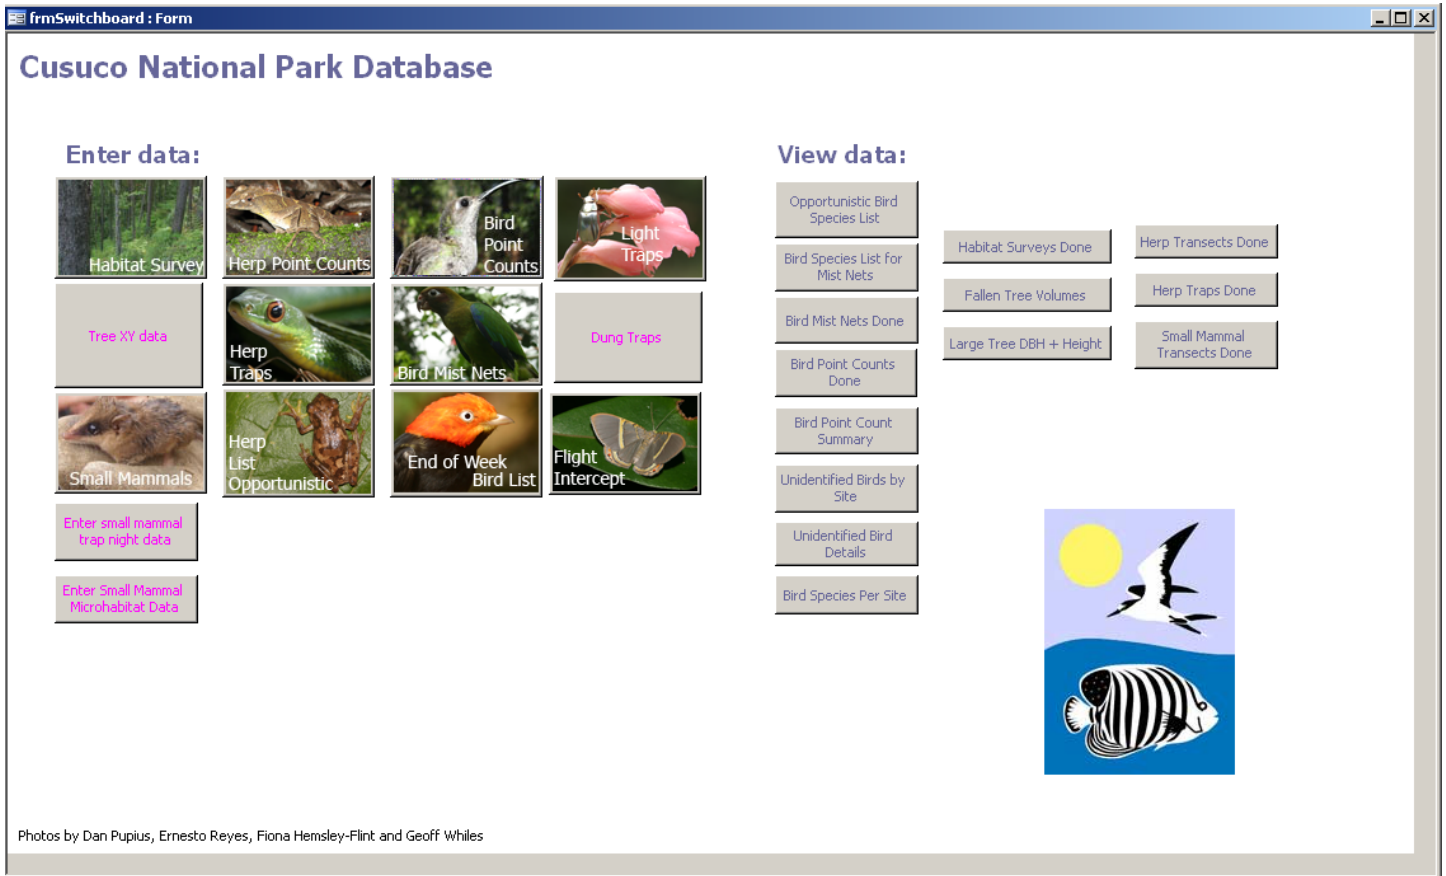 frmSwitchboard : Form
Cusuco National Park Database
Enter data:
Habitat Survey
Herp Point Counts
Bird
Point
Counts
Light
Traps
Tree XY data
Herp
Traps
Bird Mist Nets
Dung Traps
Small Mammals
Herp
List
Opportunistic
End of Week
Bird List
Flight
Intercept
Enter small mammal
trap night data
Enter Small Mammal
Microhabitat Data
View data:
Opportunistic Bird
Species List
Bird Species List for
Mist Nets
Bird Mist Nets Done
Bird Point Counts
Done
Bird Point Count
Summary
Unidentified Birds by
Site
Unidentified Bird
Details
Bird Species Per Site
Habitat Surveys Done
Fallen Tree Volumes
Large Tree DBH + Height
Herp Transects Done
Herp Traps Done
Small Mammal
Transects Done
Photos by Dan Pupius, Ernesto Reyes, Fiona Hemsley-Flint and Geoff Whiles